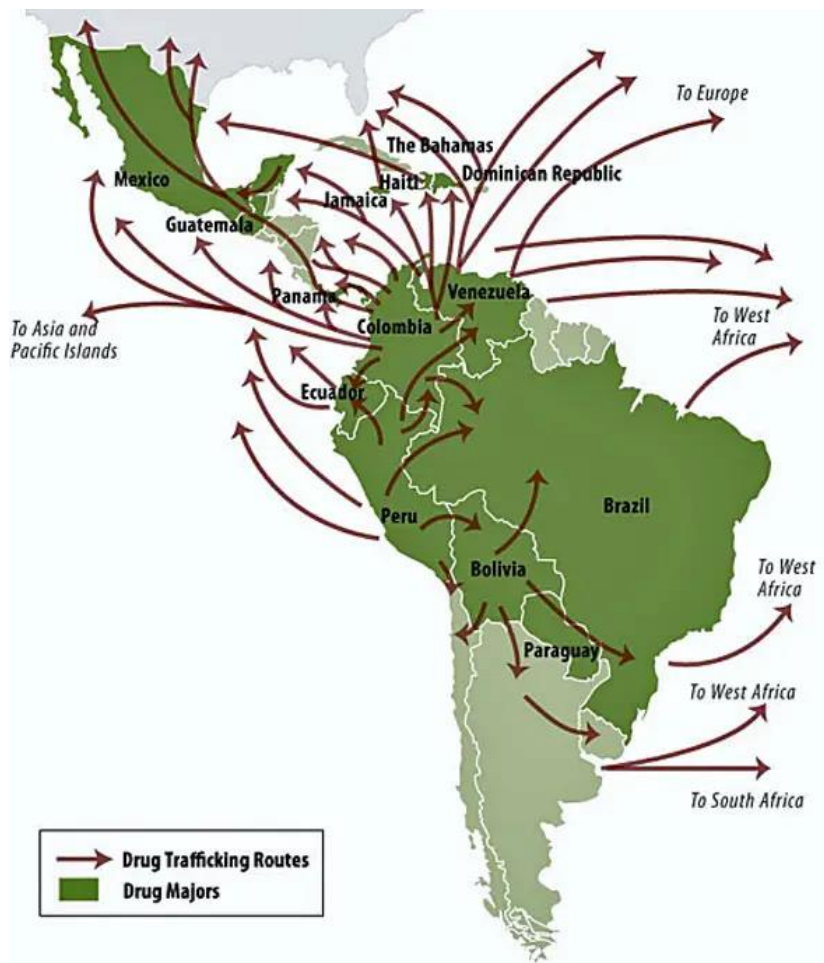 To Europe
The Bahamas
Haiti
Dominican Republic
Mexico
Jamaica
Guatemala
Panama
Venezuela
Colombia
To West
Africa
To Asia and
Pacific Islands
Ecuador
Brazil
Peru
Bolivia
To West
Africa
Paraguay
To West Africa
To South Africa
Drug Trafficking Routes
Drug Majors